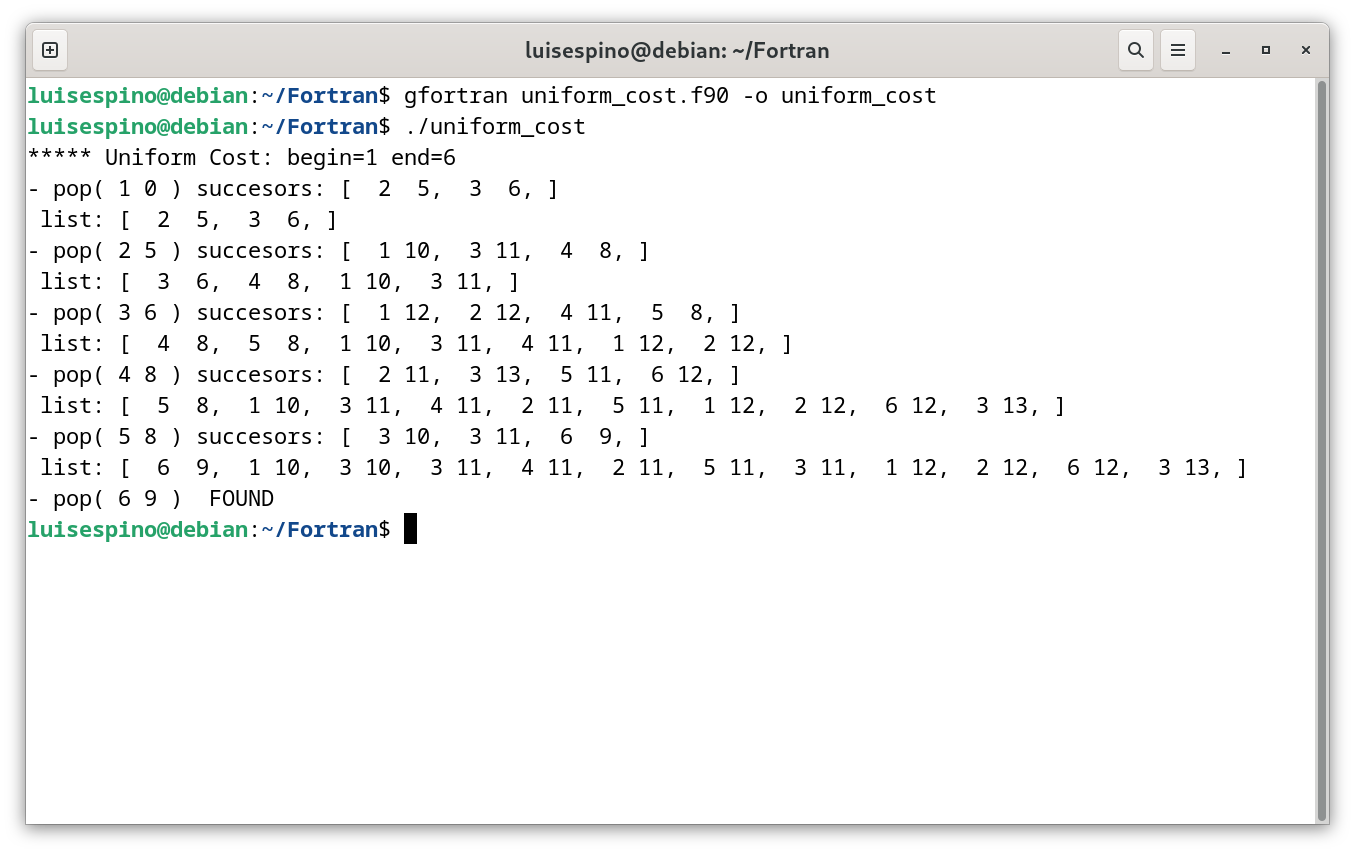 luisespino@debian: ~/Fortran
luisespino@debian:~/Fortran$ gfortran uniform_cost.f90 -o uniform_cost
luisespino@debian:~/Fortran$ ./uniform_cost
***** Uniform Cost: begin=1 end=6
- pop( 1 0 ) succesors: [  2  5,  3  6, ]
 list: [  2  5,  3  6, ]
- pop( 2 5 ) succesors: [  1 10,  3 11,  4  8, ]
 list: [  3  6,  4  8,  1 10,  3 11, ]
- pop( 3 6 ) succesors: [  1 12,  2 12,  4 11,  5  8, ]
 list: [  4  8,  5  8,  1 10,  3 11,  4 11,  1 12,  2 12, ]
- pop( 4 8 ) succesors: [  2 11,  3 13,  5 11,  6 12, ]
 list: [  5  8,  1 10,  3 11,  4 11,  2 11,  5 11,  1 12,  2 12,  6 12,  3 13, ]
- pop( 5 8 ) succesors: [  3 10,  3 11,  6  9, ]
 list: [  6  9,  1 10,  3 10,  3 11,  4 11,  2 11,  5 11,  3 11,  1 12,  2 12,  6 12,  3 13, ]
- pop( 6 9 )  FOUND
luisespino@debian:~/Fortran$